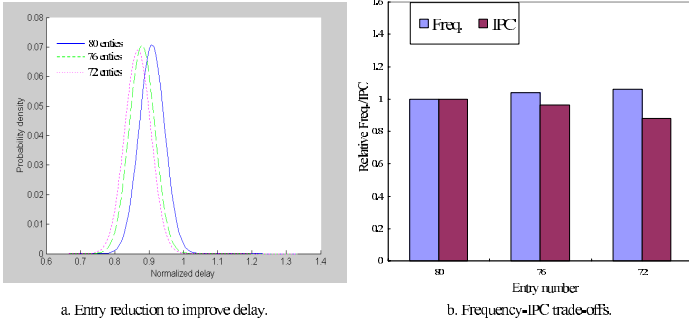 0.08
0.07
0.06
0.05
0.04
0.03
0.02
0.01
0
Probability density
80 enties
76 enties
72 enties
0.6 0.7 0.8 0.9 1 1.1 1.2 1.3 1.4
Normalized delay
a. Entry reduction to improve delay.
1.6
1.4
1.2
1
0.8
0.6
0.4
0.2
0
Relative Freq./IPC
Freq. IPC
80 76 72
Entry number
b. Frequency-IPC trade-offs.